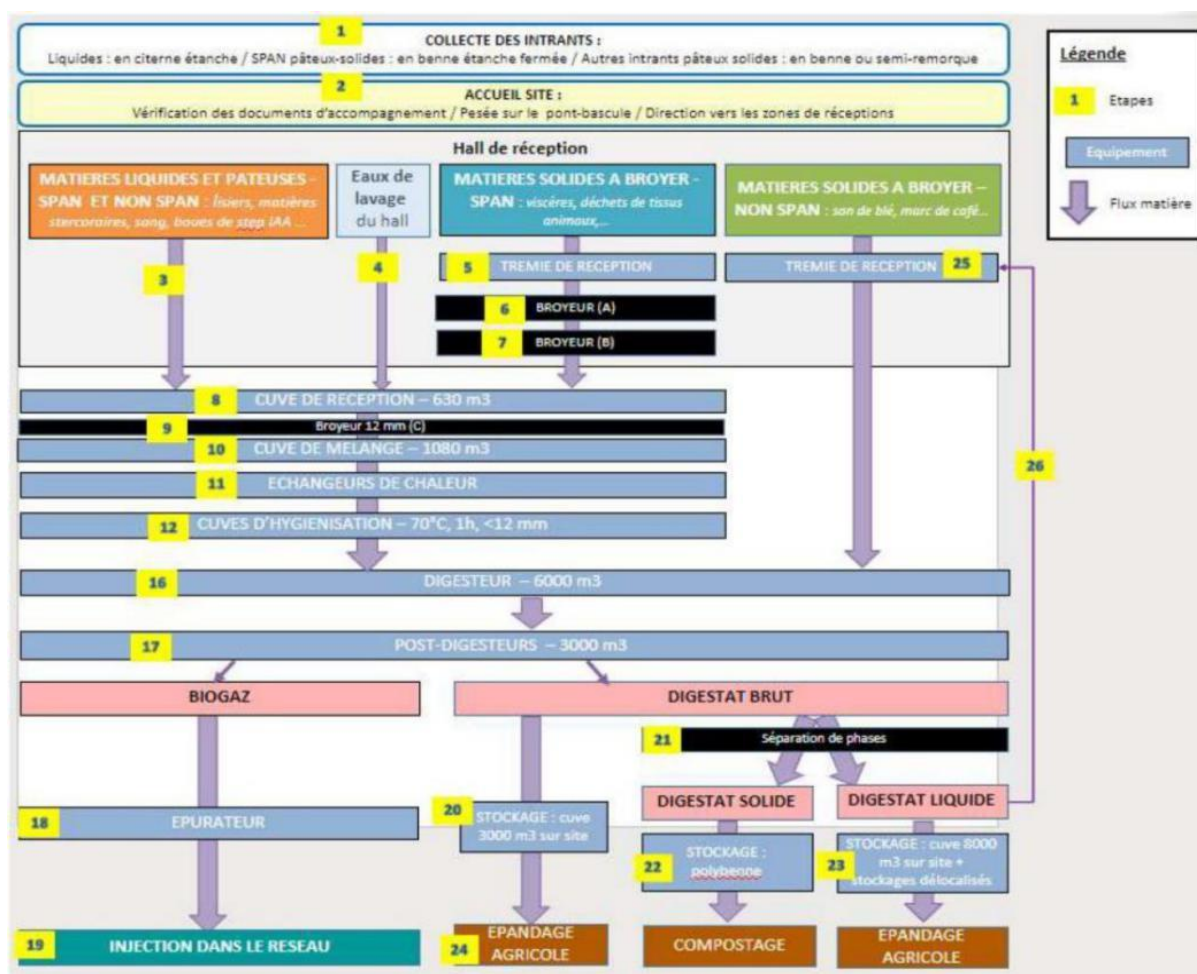 1
COLLECTE DES INTRANTS :
Liquides : en citerne étanche / SPAN pâteux-solides : en benne étanche fermée / Autres intrants pâteux solides : en benne ou semi-remorque
2
ACCUEIL SITE :
Vérification des documents d'accompagnement / Pesée sur le pont-bascule / Direction vers les zones de réceptions
Légende
1 Etapes
Equipement
Flux matière
Hall de réception
MATIERES LIQUIDES ET PATEUSES -
SPAN ET NON SPAN : lisiers, matières
stercoraires, sang, boues de step IAA ...
Eaux de
lavage
du hall
MATIERES SOLIDES A BROYER -
SPAN : viscères, déchets de tissus
animaux,...
MATIERES SOLIDES A BROYER –
NON SPAN : son de blé, marc de café...
3
4
5 TREMIE DE RECEPTION
TREMIE DE RECEPTION 25
6 BROYEUR (A)
7 BROYEUR (B)
8 CUVE DE RECEPTION – 630 m3
9 Broyeur 12 mm (C)
10 CUVE DE MELANGE – 1080 m3
26
11 ECHANGEURS DE CHALEUR
12 CUVES D'HYGIENISATION – 70°C, 1h, <12 mm
16 DIGESTEUR – 6000 m3
17 POST-DIGESTEURS – 3000 m3
BIOGAZ
DIGESTAT BRUT
21 Séparation de phases
DIGESTAT SOLIDE
DIGESTAT LIQUIDE
18 EPURATEUR
20 STOCKAGE : cuve
3000 m3 sur site
22 STOCKAGE :
polybenne
23 STOCKAGE : cuve 8000
m3 sur site +
stockages délocalisés
19 INJECTION DANS LE RESEAU
24 EPANDAGE
AGRICOLE
COMPOSTAGE
EPANDAGE
AGRICOLE